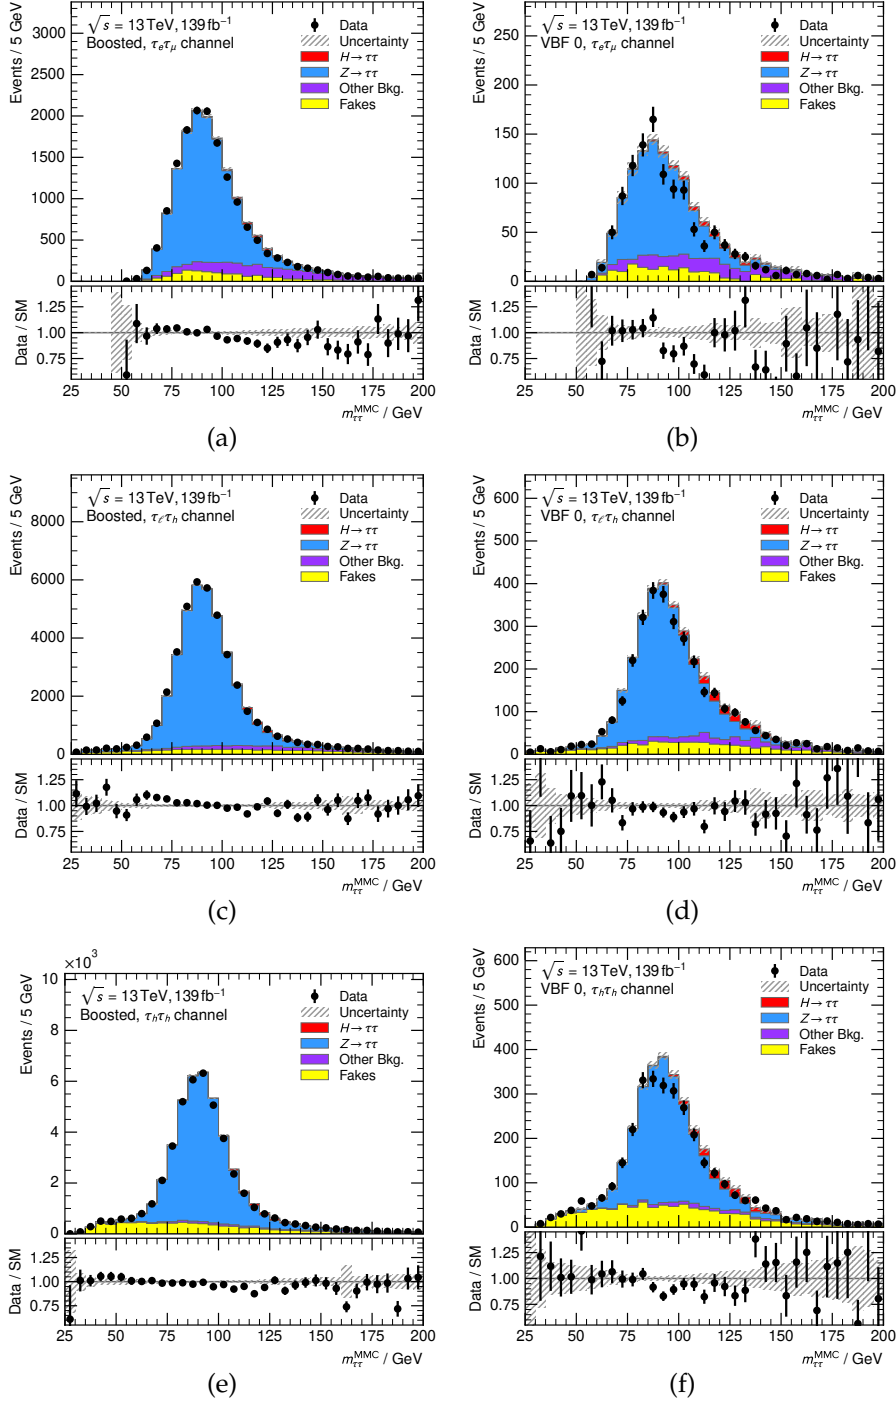 √s = 13 TeV, 139 fb⁻¹
Boosted, τₑτμ channel
Data
Uncertainty
H→ττ
Z→ττ
Other Bkg.
Fakes
Events / 5 GeV
3000
2000
1000
0
Data / SM
1.25
1.00
0.75
25 50 75 100 125 150 175 200
m_ττ^MMC / GeV
(a)
√s = 13 TeV, 139 fb⁻¹
VBF 0, τₑτμ channel
Data
Uncertainty
H→ττ
Z→ττ
Other Bkg.
Fakes
Events / 5 GeV
250
200
150
100
50
0
Data / SM
1.25
1.00
0.75
25 50 75 100 125 150 175 200
m_ττ^MMC / GeV
(b)
√s = 13 TeV, 139 fb⁻¹
Boosted, τ_ℓτ_h channel
Data
Uncertainty
H→ττ
Z→ττ
Other Bkg.
Fakes
Events / 5 GeV
8000
6000
4000
2000
0
Data / SM
1.25
1.00
0.75
25 50 75 100 125 150 175 200
m_ττ^MMC / GeV
(c)
√s = 13 TeV, 139 fb⁻¹
VBF 0, τ_ℓτ_h channel
Data
Uncertainty
H→ττ
Z→ττ
Other Bkg.
Fakes
Events / 5 GeV
600
500
400
300
200
100
0
Data / SM
1.25
1.00
0.75
25 50 75 100 125 150 175 200
m_ττ^MMC / GeV
(d)
×10³
√s = 13 TeV, 139 fb⁻¹
Boosted, τ_hτ_h channel
Data
Uncertainty
H→ττ
Z→ττ
Other Bkg.
Fakes
Events / 5 GeV
10
8
6
4
2
0
Data / SM
1.25
1.00
0.75
25 50 75 100 125 150 175 200
m_ττ^MMC / GeV
(e)
√s = 13 TeV, 139 fb⁻¹
VBF 0, τ_hτ_h channel
Data
Uncertainty
H→ττ
Z→ττ
Other Bkg.
Fakes
Events / 5 GeV
600
500
400
300
200
100
0
Data / SM
1.25
1.00
0.75
25 50 75 100 125 150 175 200
m_ττ^MMC / GeV
(f)